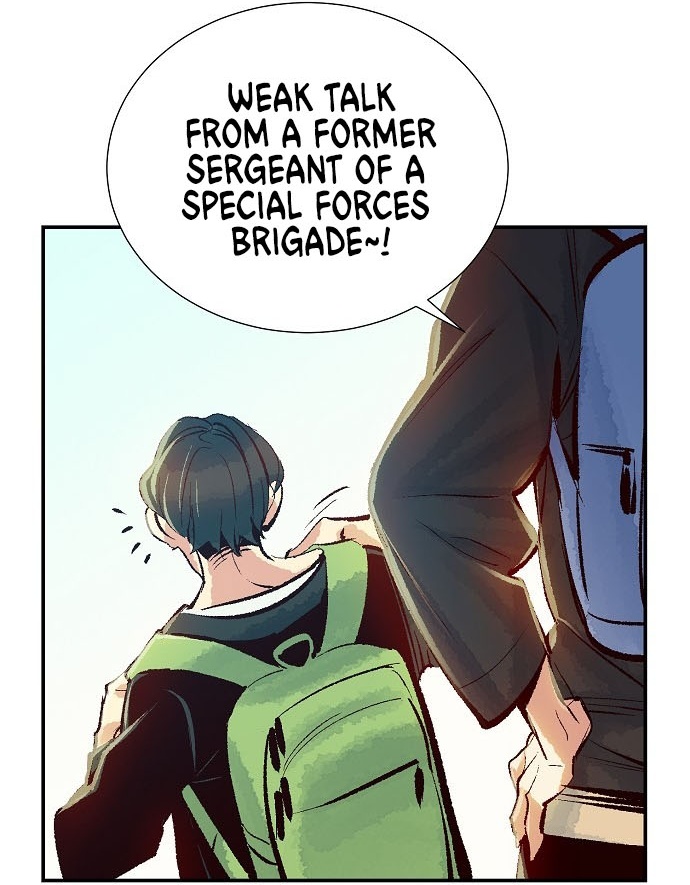 WEAK TALK
FROM A FORMER
SERGEANT OF A
SPECIAL FORCES
BRIGADE~!